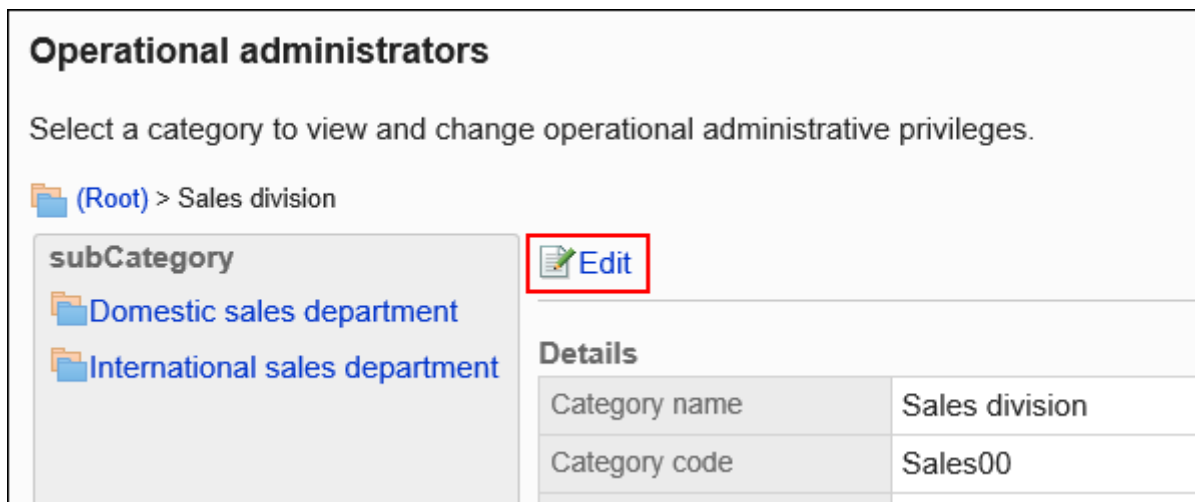 Operational administrators
Select a category to view and change operational administrative privileges.
(Root) > Sales division
subCategory
Domestic sales department
International sales department
Edit
Details
Category name Sales division
Category code Sales00